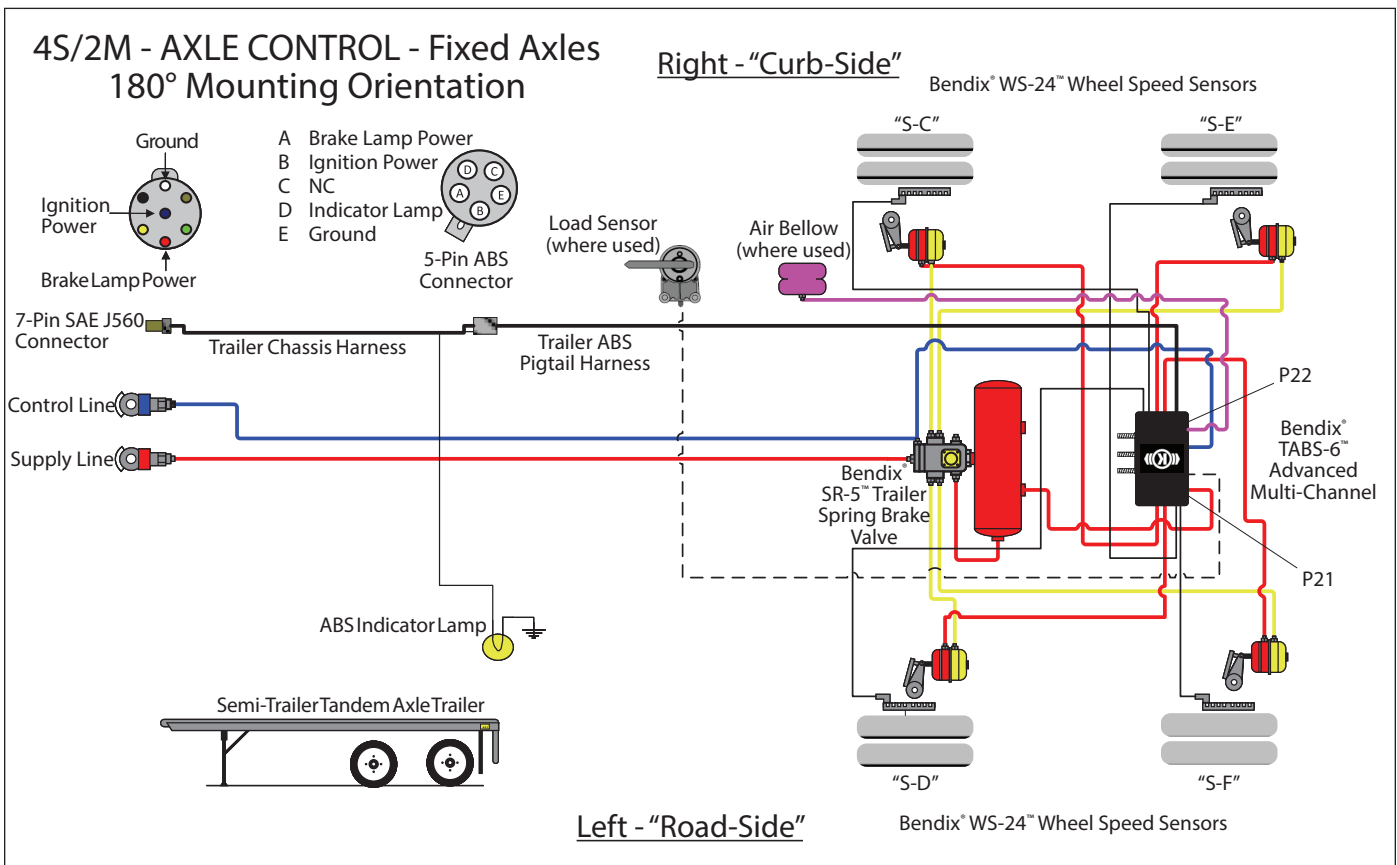 4S/2M - AXLE CONTROL - Fixed Axles
180° Mounting Orientation
Right - “Curb-Side”
Bendix® WS-24™ Wheel Speed Sensors
“S-C”
“S-E”
Ground
Ignition
Power
Brake Lamp Power
A Brake Lamp Power
B Ignition Power
C NC
D Indicator Lamp
E Ground
D
C
A
E
B
5-Pin ABS
Connector
Load Sensor
(where used)
Air Bellow
(where used)
7-Pin SAE J560
Connector
Trailer Chassis Harness
Trailer ABS
Pigtail Harness
Control Line
Supply Line
Bendix®
SR-5™ Trailer
Spring Brake
Valve
P22
Bendix®
TABS-6™
Advanced
Multi-Channel
P21
ABS Indicator Lamp
Semi-Trailer Tandem Axle Trailer
“S-D”
“S-F”
Left - “Road-Side”
Bendix® WS-24™ Wheel Speed Sensors